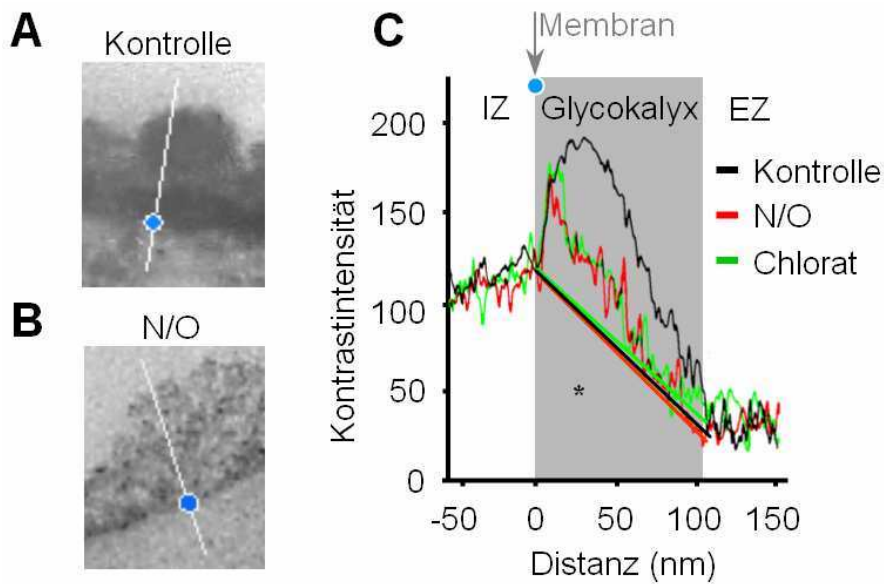 A
Kontrolle
B
N/O
C
Membran
IZ
Glycokalyx
EZ
Kontrolle
N/O
Chlorat
Kontrastintensität
200
150
100
50
0
*
-50
0
50
100
150
Distanz (nm)